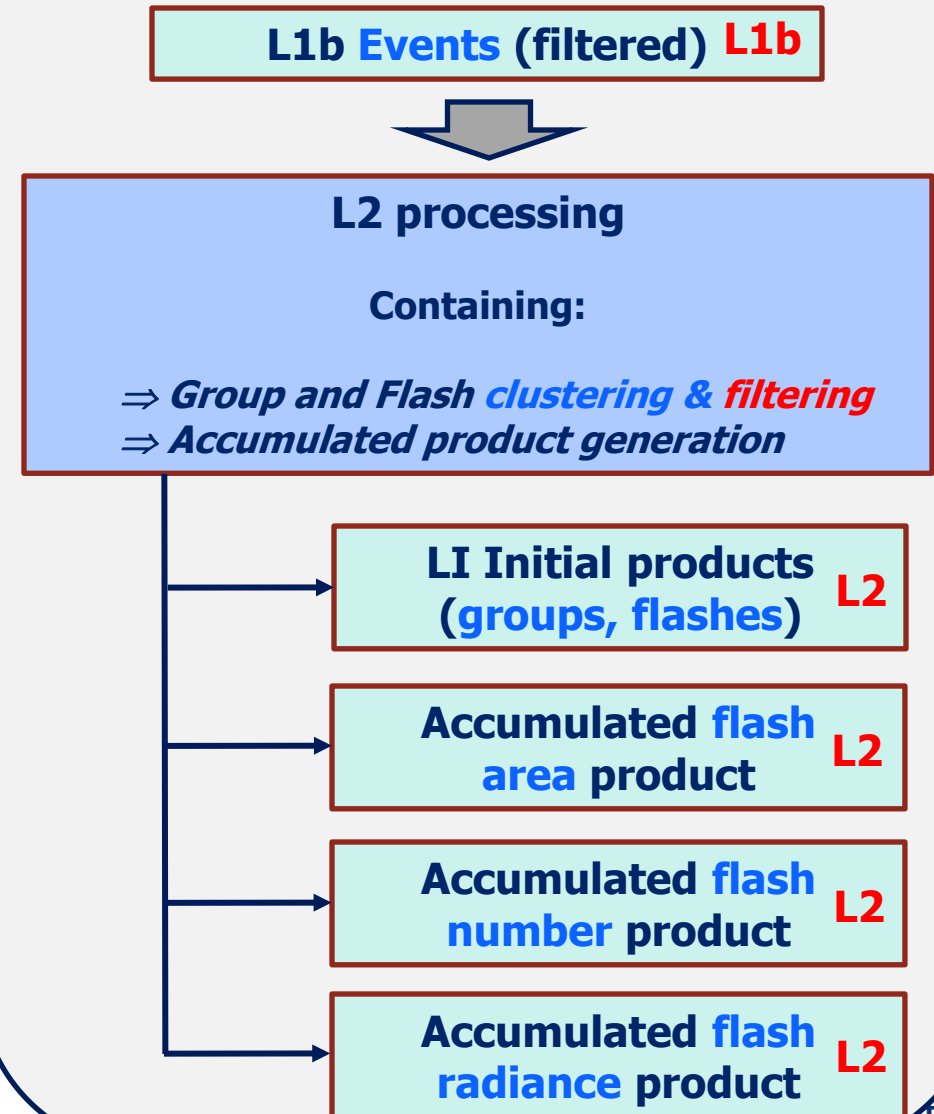 L1b Events (filtered) L1b
L2 processing
Containing:
⇒ Group and Flash clustering & filtering
⇒ Accumulated product generation
LI Initial products
(groups, flashes) L2
Accumulated flash
area product L2
Accumulated flash
number product L2
Accumulated flash
radiance product L2